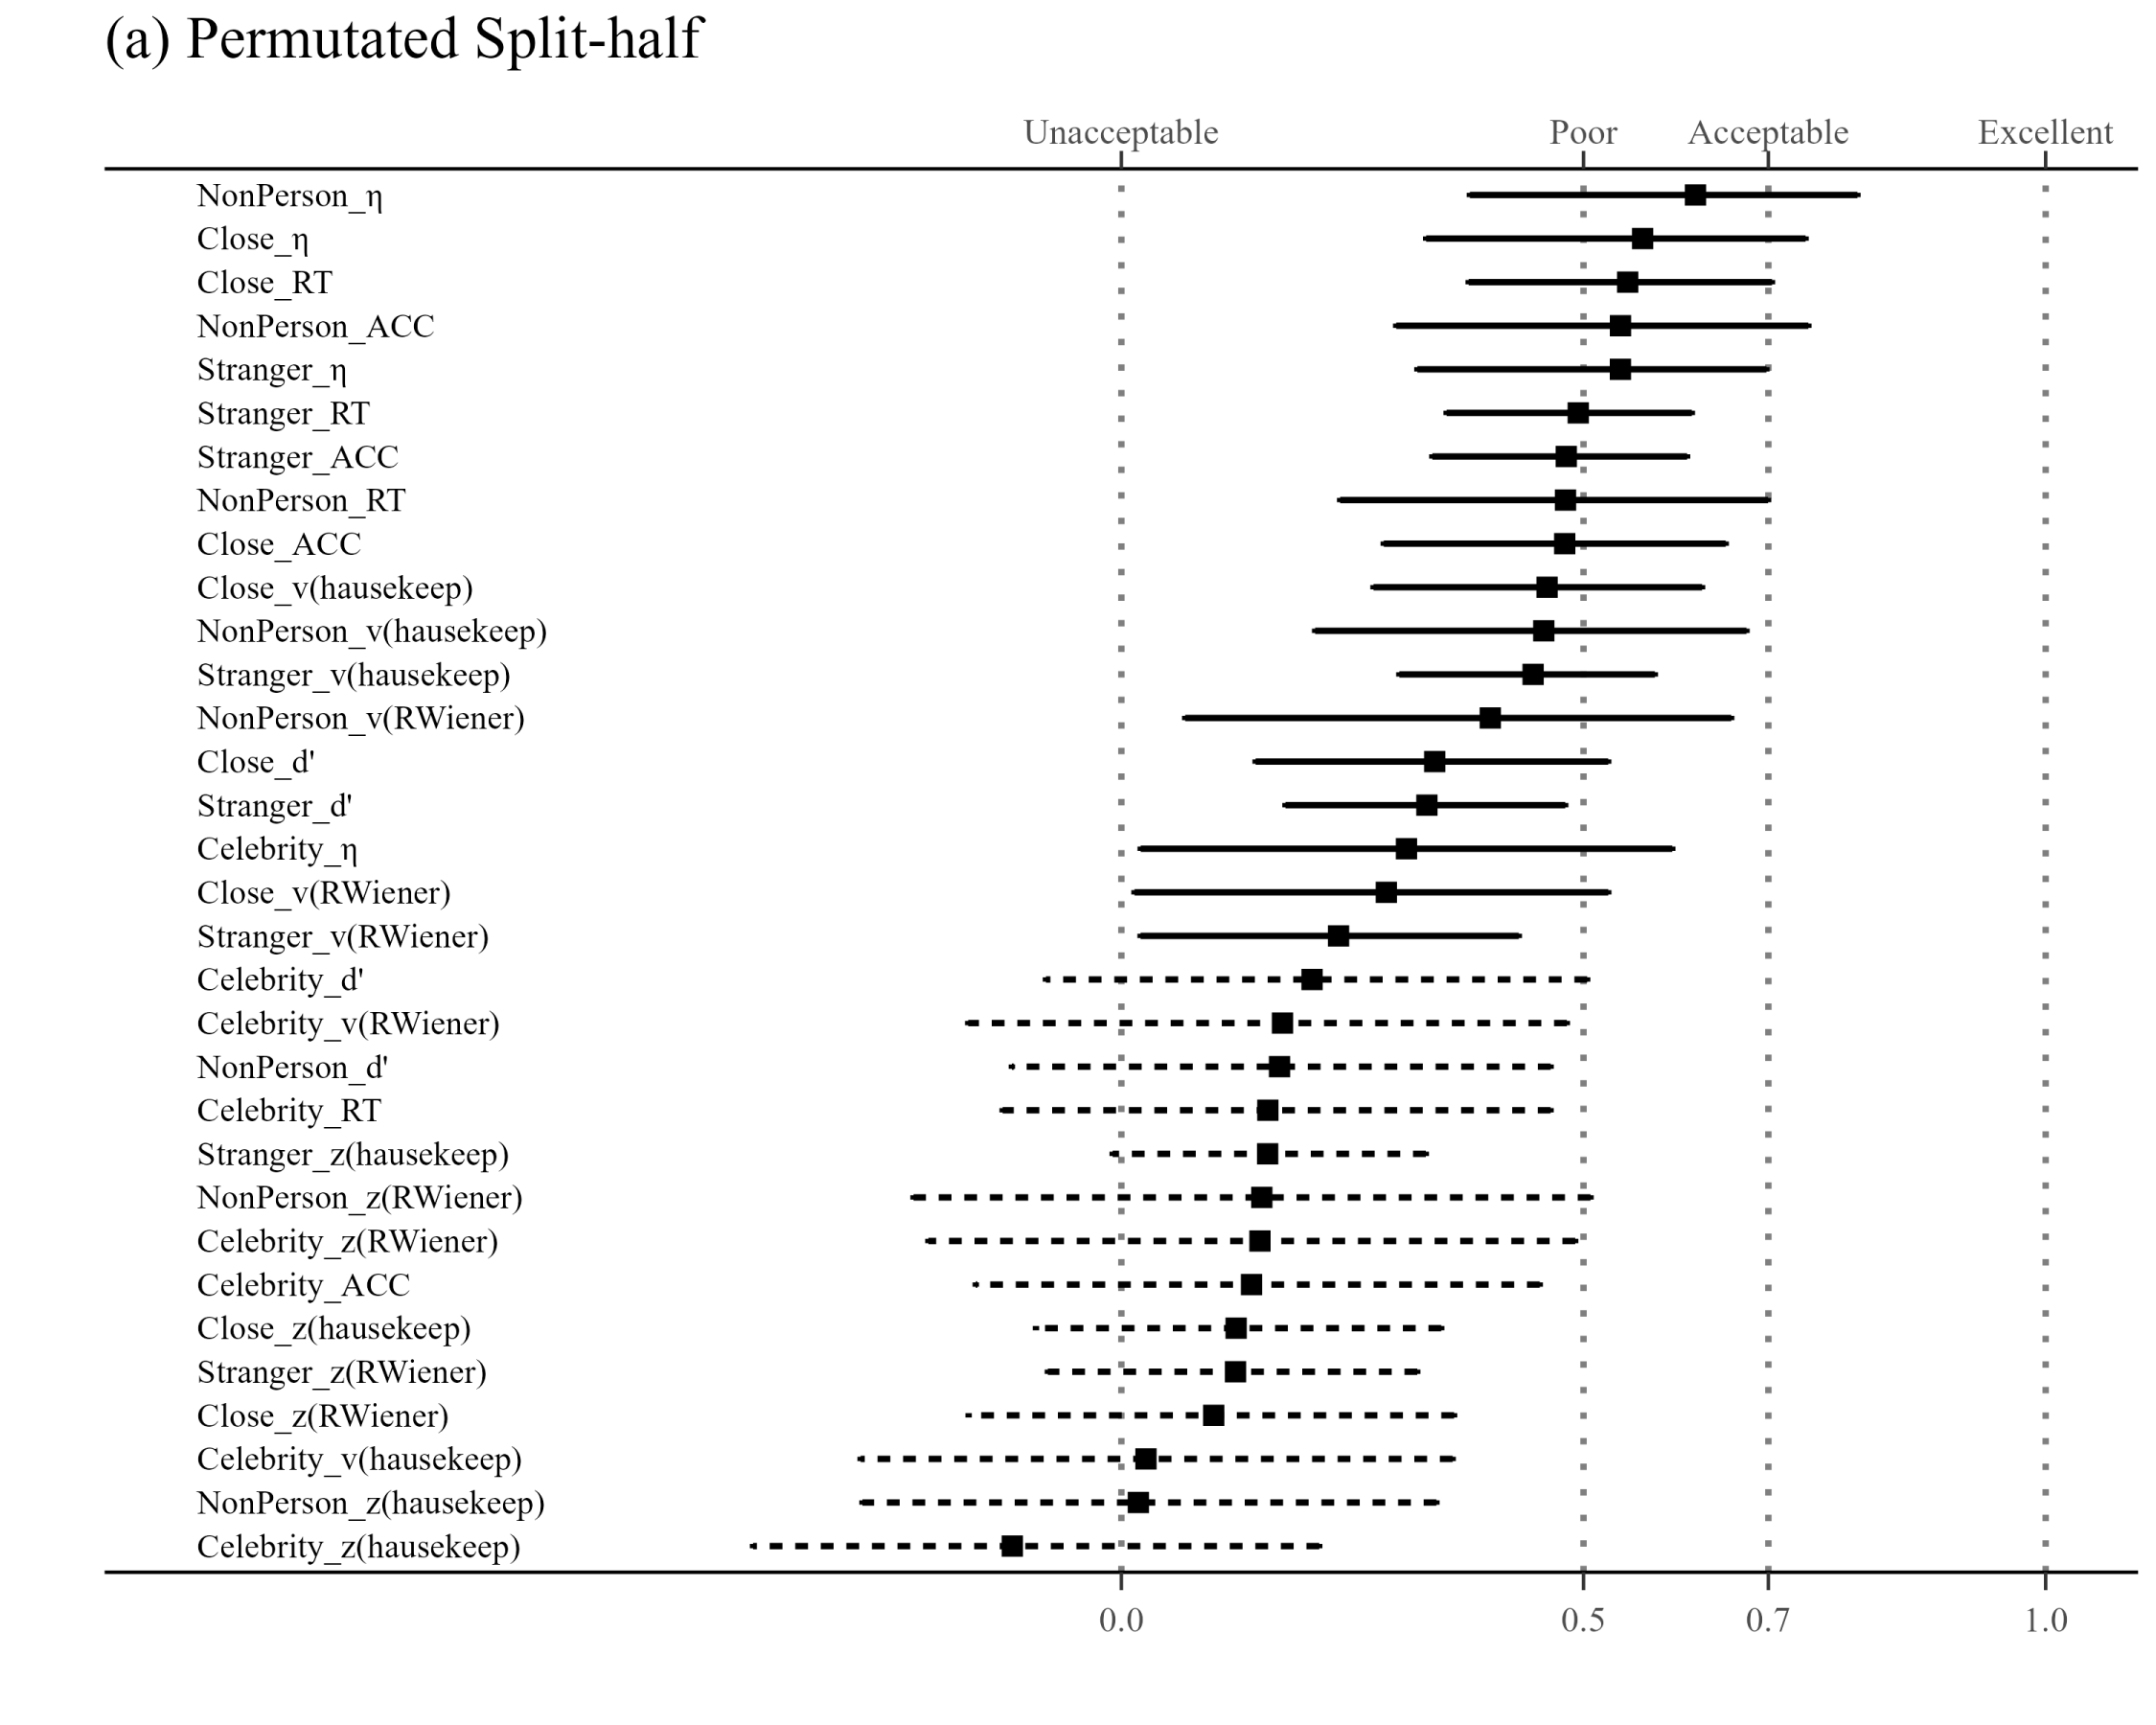 (a) Permutated Split-half
Unacceptable Poor Acceptable Excellent
NonPerson_η
Close_η
Close_RT
NonPerson_ACC
Stranger_η
Stranger_RT
Stranger_ACC
NonPerson_RT
Close_ACC
Close_v(hausekeep)
NonPerson_v(hausekeep)
Stranger_v(hausekeep)
NonPerson_v(RWiener)
Close_d'
Stranger_d'
Celebrity_η
Close_v(RWiener)
Stranger_v(RWiener)
Celebrity_d'
Celebrity_v(RWiener)
NonPerson_d'
Celebrity_RT
Stranger_z(hausekeep)
NonPerson_z(RWiener)
Celebrity_z(RWiener)
Celebrity_ACC
Close_z(hausekeep)
Stranger_z(RWiener)
Close_z(RWiener)
Celebrity_v(hausekeep)
NonPerson_z(hausekeep)
Celebrity_z(hausekeep)
0.0 0.5 0.7 1.0